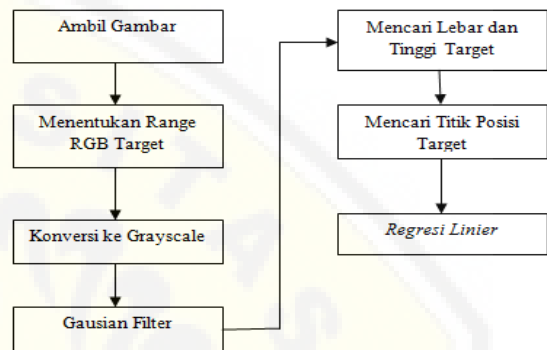 Ambil Gambar
Menentukan Range
RGB Target
Konversi ke Grayscale
Gausian Filter
Mencari Lebar dan
Tinggi Target
Mencari Titik Posisi
Target
Regresi Linier
S I T A S